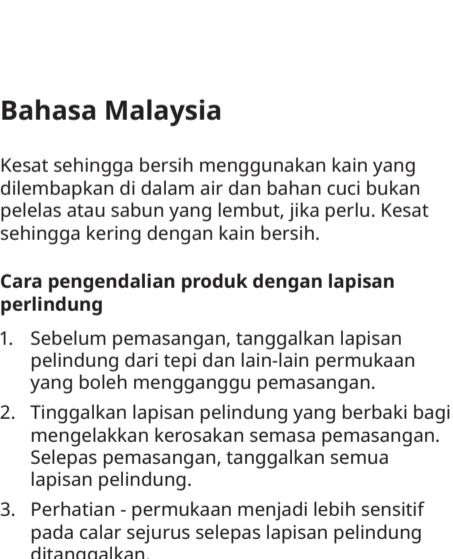 Bahasa Malaysia
Kesat sehingga bersih menggunakan kain yang
dilembapkan di dalam air dan bahan cuci bukan
pelelas atau sabun yang lembut, jika perlu. Kesat
sehingga kering dengan kain bersih.
Cara pengendalian produk dengan lapisan
perlindung
1. Sebelum pemasangan, tanggalkan lapisan
pelindung dari tepi dan lain-lain permukaan
yang boleh mengganggu pemasangan.
2. Tinggalkan lapisan pelindung yang berbaki bagi
mengelakkan kerosakan semasa pemasangan.
Selepas pemasangan, tanggalkan semua
lapisan pelindung.
3. Perhatian - permukaan menjadi lebih sensitif
pada calar sejurus selepas lapisan pelindung
ditanggalkan.